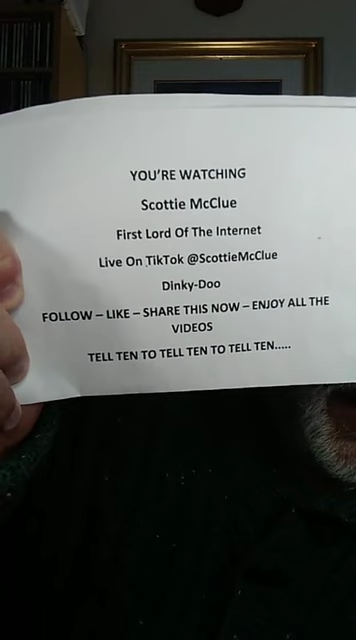 YOU'RE WATCHING
Scottie McClue
First Lord Of The Internet
Live On TikTok @ScottieMcClue
Dinky-Doo
FOLLOW – LIKE – SHARE THIS NOW – ENJOY ALL THE
VIDEOS
TELL TEN TO TELL TEN TO TELL TEN.....